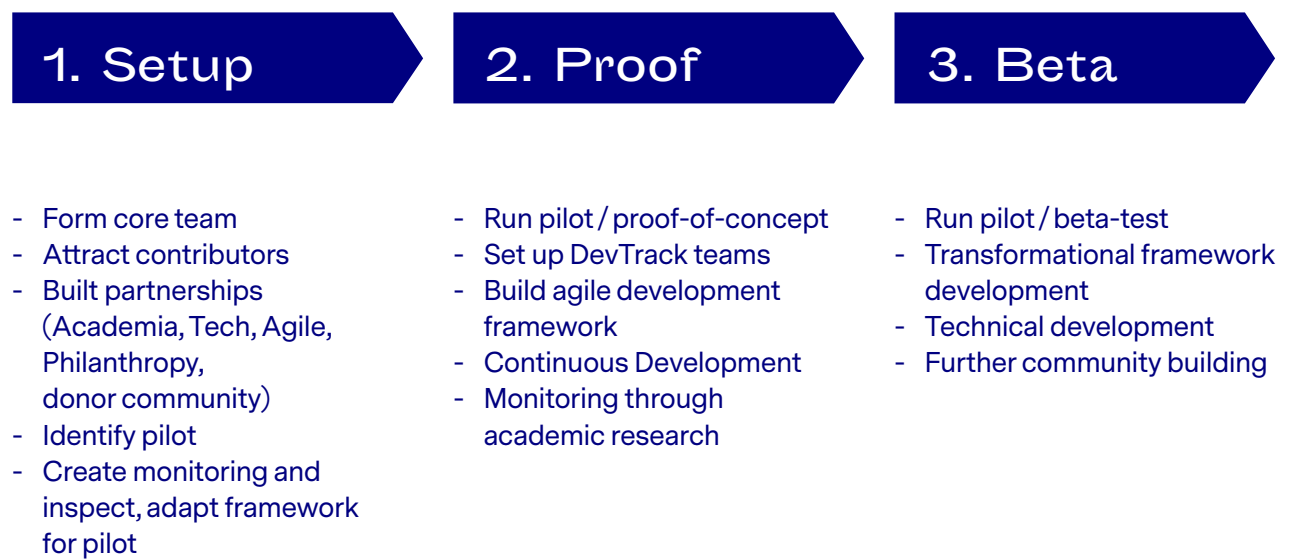 1. Setup
- Form core team
- Attract contributors
- Built partnerships
(Academia, Tech, Agile,
Philanthropy,
donor community)
- Identify pilot
- Create monitoring and
inspect, adapt framework
for pilot
2. Proof
- Run pilot / proof-of-concept
- Set up DevTrack teams
- Build agile development
framework
- Continuous Development
- Monitoring through
academic research
3. Beta
- Run pilot / beta-test
- Transformational framework
development
- Technical development
- Further community building